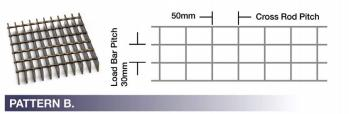 50mm
Cross Rod Pitch
Load Bar Pitch
30mm
PATTERN B.